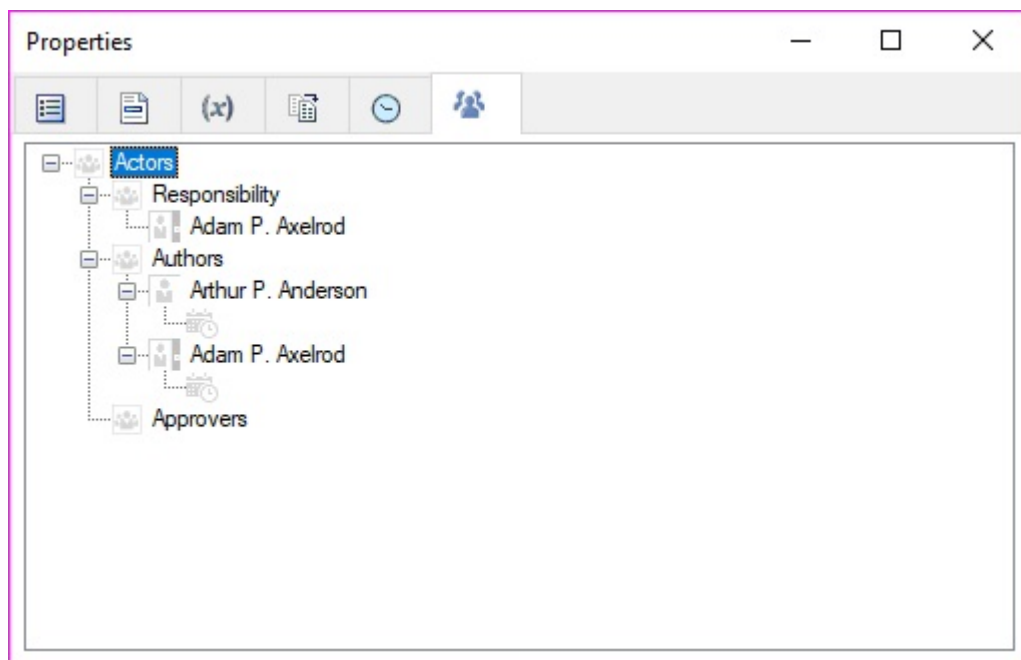 Properties
(x)
Actors
Responsibility
Adam P. Axelrod
Authors
Arthur P. Anderson
Adam P. Axelrod
Approvers